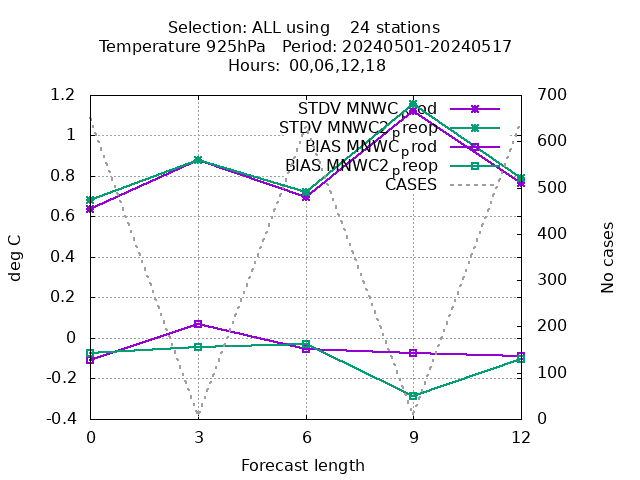 Selection: ALL using    24 stations
Temperature 925hPa   Period: 20240501-20240517
Hours: 00,06,12,18
STDV MNWC_prod
STDV MNWC2_preop
BIAS MNWC_prod
BIAS MNWC2_preop
CASES
1.2
1
0.8
0.6
0.4
0.2
0
-0.2
-0.4
deg C
700
600
500
400
300
200
100
0
No cases
0 3 6 9 12
Forecast length